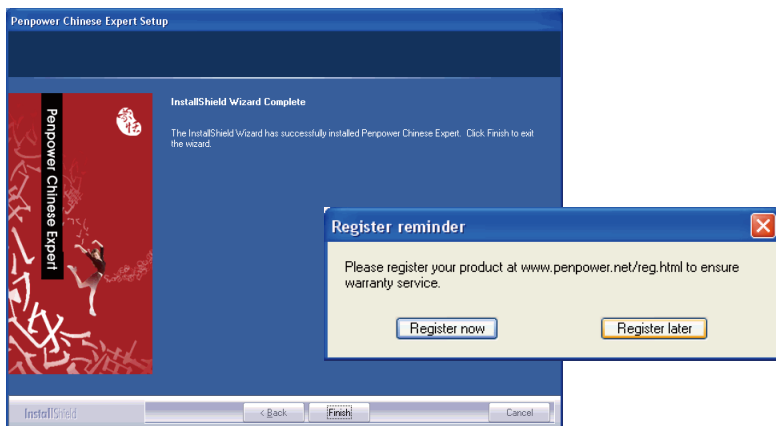 Penpower Chinese Expert Setup
Penpower Chinese Expert
InstallShield Wizard Complete
The InstallShield Wizard has successfully installed Penpower Chinese Expert. Click Finish to exit
the wizard.
Register reminder
Please register your product at www.penpower.net/reg.html to ensure
warranty service.
Register now
Register later
InstallShield
< Back
Finish
Cancel